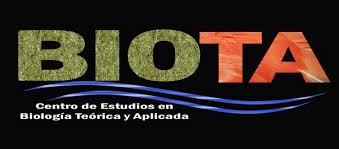 BIOTA
Centro de Estudios en
Biología Teórica y Aplicada